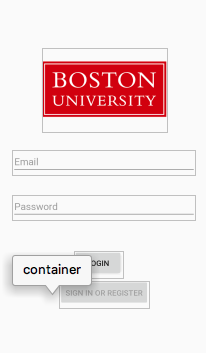 BOSTON
UNIVERSITY
Email
Password
OGIN
container
SIGN IN OR REGISTER